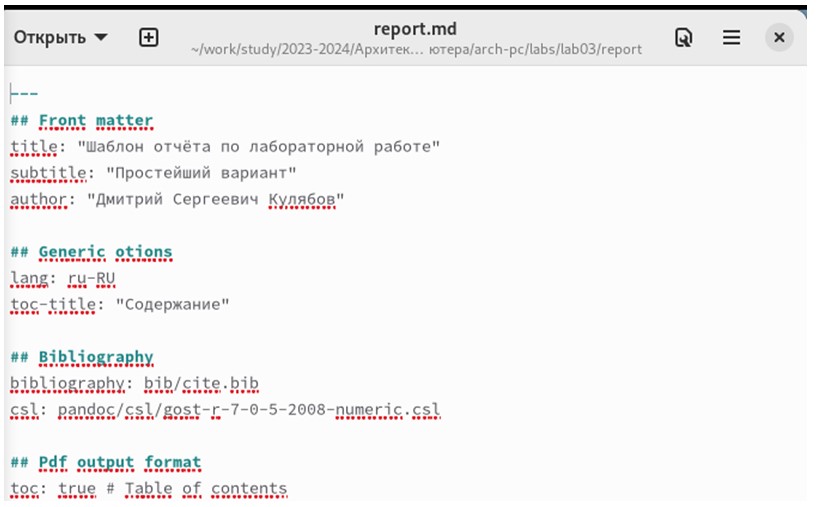 Открыть
report.md
~/work/study/2023-2024/Архитек… ютера/arch-pc/labs/lab03/report
---
## Front matter
title: "Шаблон отчёта по лабораторной работе"
subtitle: "Простейший вариант"
author: "Дмитрий Сергеевич Кулябов"
## Generic otions
lang: ru-RU
toc-title: "Содержание"
## Bibliography
bibliography: bib/cite.bib
csl: pandoc/csl/gost-r-7-0-5-2008-numeric.csl
## Pdf output format
toc: true # Table of contents